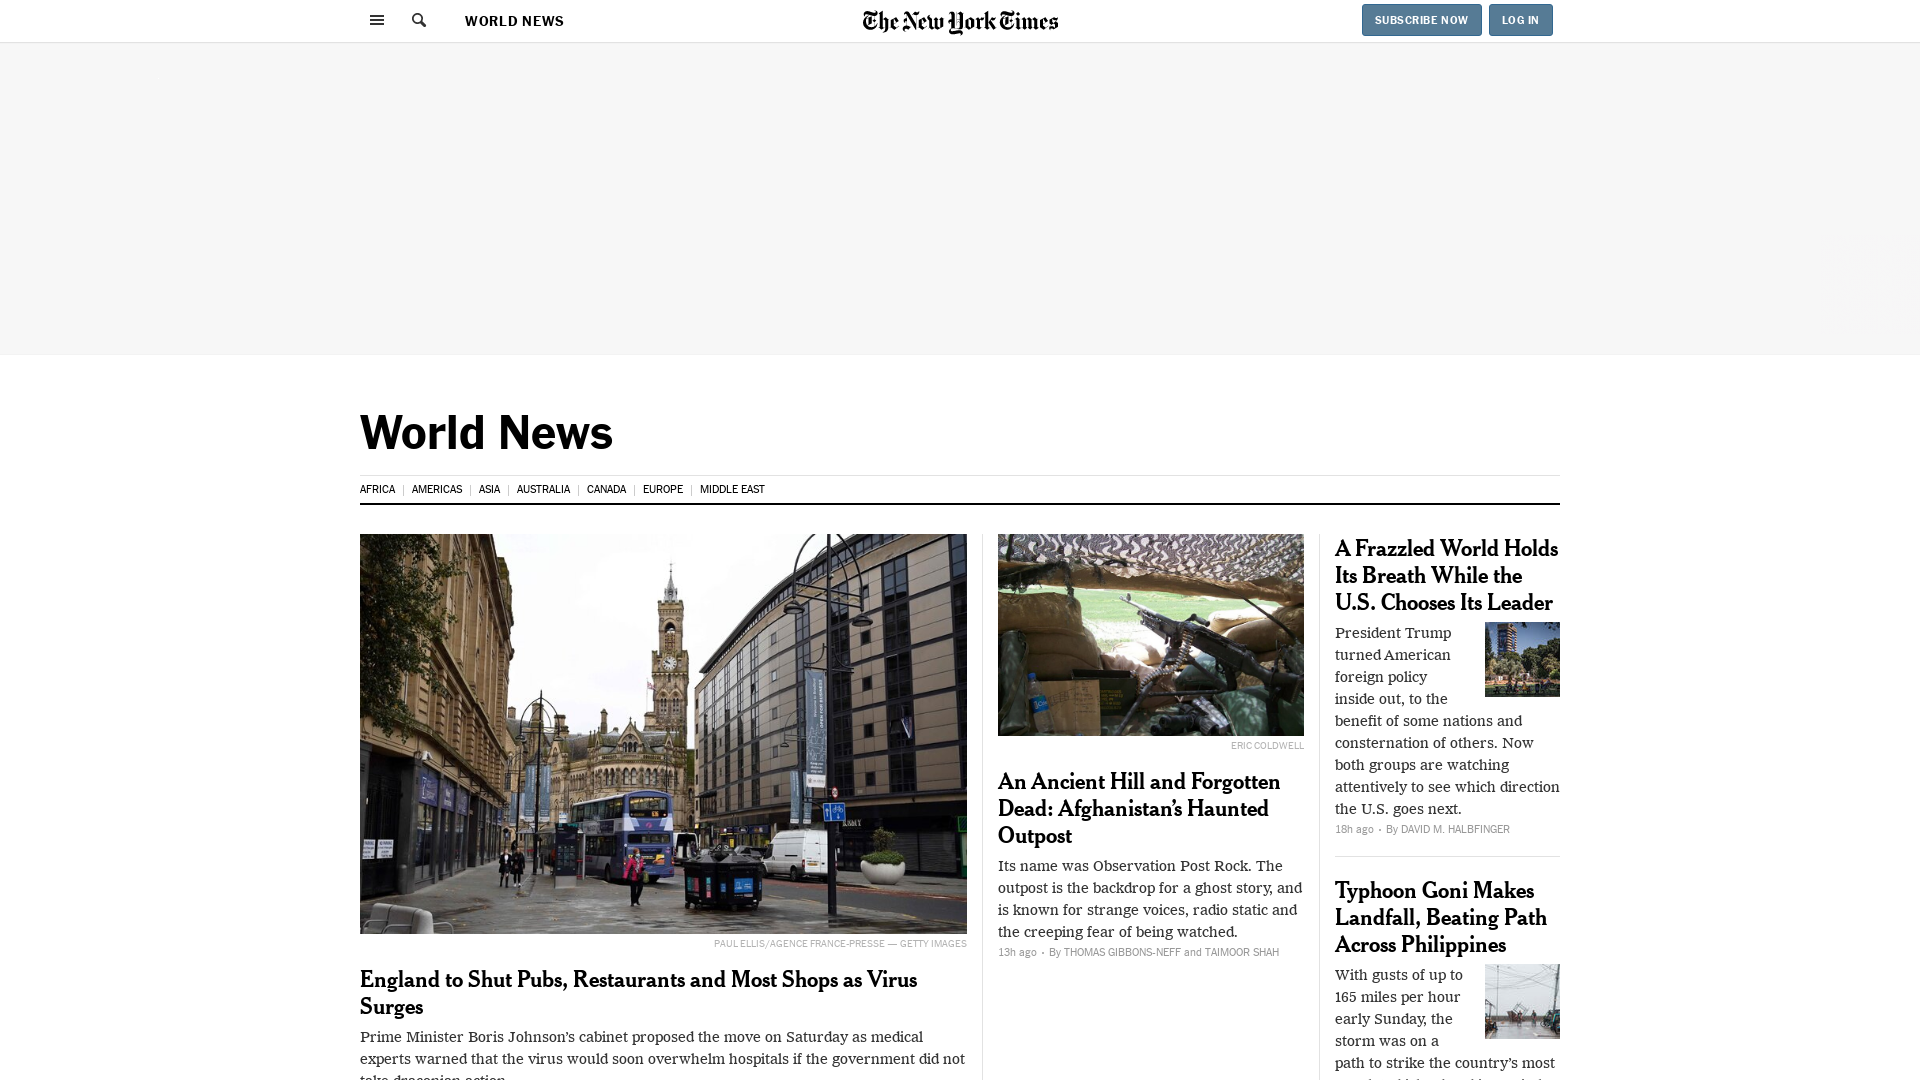 WORLD NEWS
The New York Times
SUBSCRIBE NOW
LOG IN
World News
AFRICA
AMERICAS
ASIA
AUSTRALIA
CANADA
EUROPE
MIDDLE EAST
PAUL ELLIS/AGENCE FRANCE-PRESSE — GETTY IMAGES
England to Shut Pubs, Restaurants and Most Shops as Virus
Surges
Prime Minister Boris Johnson’s cabinet proposed the move on Saturday as medical
experts warned that the virus would soon overwhelm hospitals if the government did not
take draconian action.
ERIC COLDWELL
An Ancient Hill and Forgotten
Dead: Afghanistan’s Haunted
Outpost
Its name was Observation Post Rock. The
outpost is the backdrop for a ghost story, and
is known for strange voices, radio static and
the creeping fear of being watched.
13h ago • By THOMAS GIBBONS-NEFF and TAIMOOR SHAH
A Frazzled World Holds
Its Breath While the
U.S. Chooses Its Leader
President Trump
turned American
foreign policy
inside out, to the
benefit of some nations and
consternation of others. Now
both groups are watching
attentively to see which direction
the U.S. goes next.
18h ago • By DAVID M. HALBFINGER
Typhoon Goni Makes
Landfall, Beating Path
Across Philippines
With gusts of up to
165 miles per hour
early Sunday, the
storm was on a
path to strike the country’s most